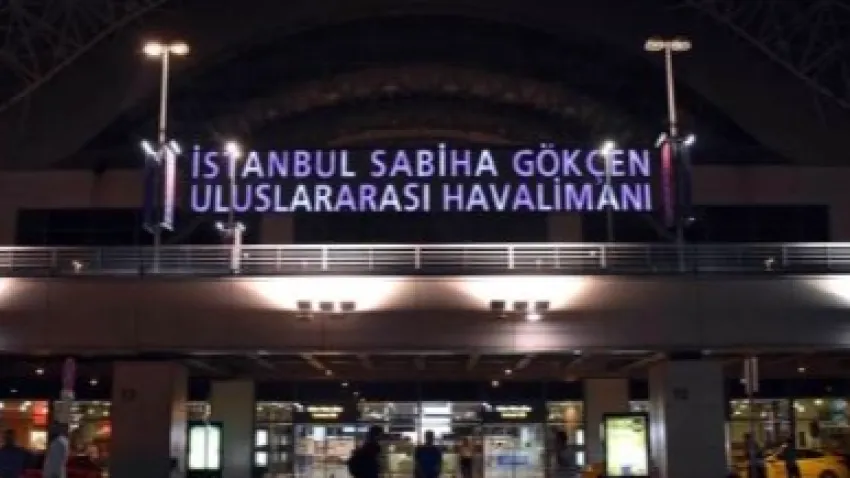 İSTANBUL SABİHA GÖKÇEN
ULUSLARARASI HAVALİMANI